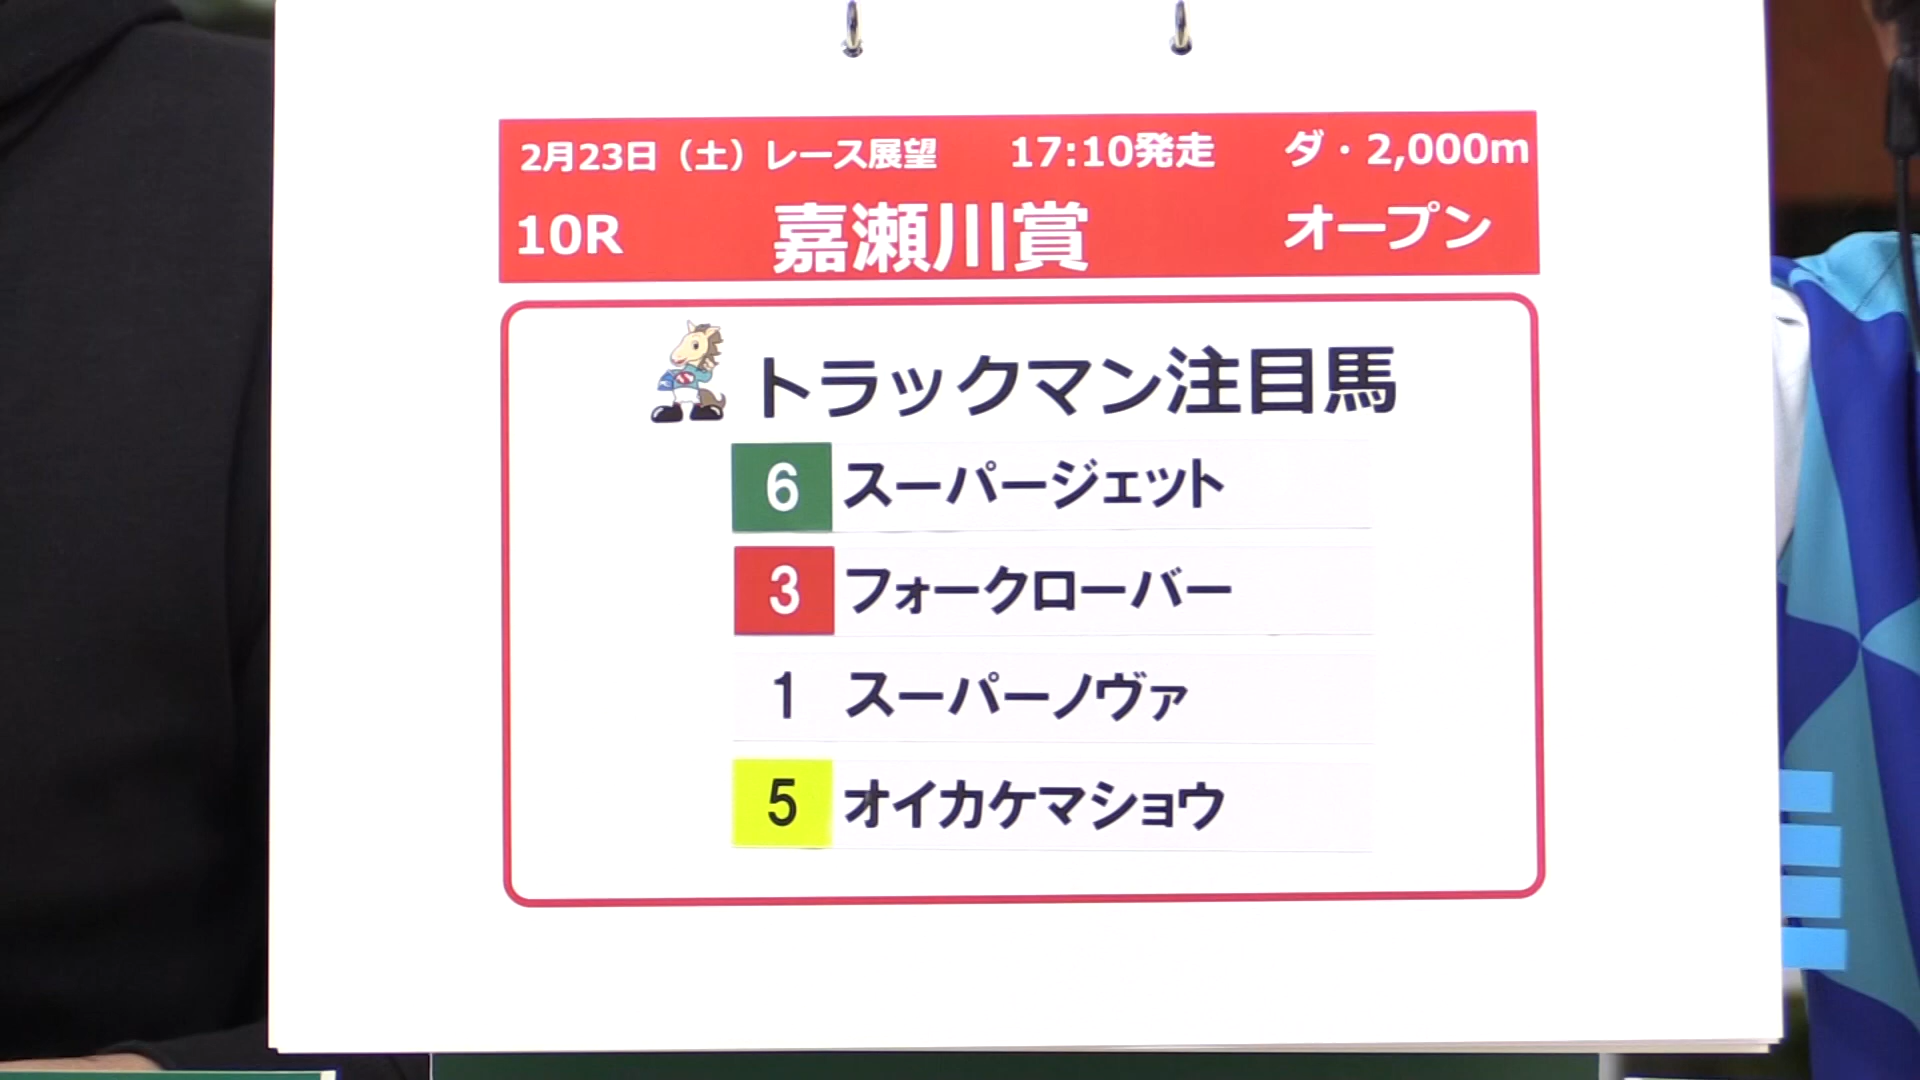 2月23日（土）レース展望 17:10発走 ダ・2,000m
10R 嘉瀬川賞 オープン
トラックマン注目馬
6 スーパージェット
3 フォークローバー
1 スーパーノヴァ
5 オイカケマショウ